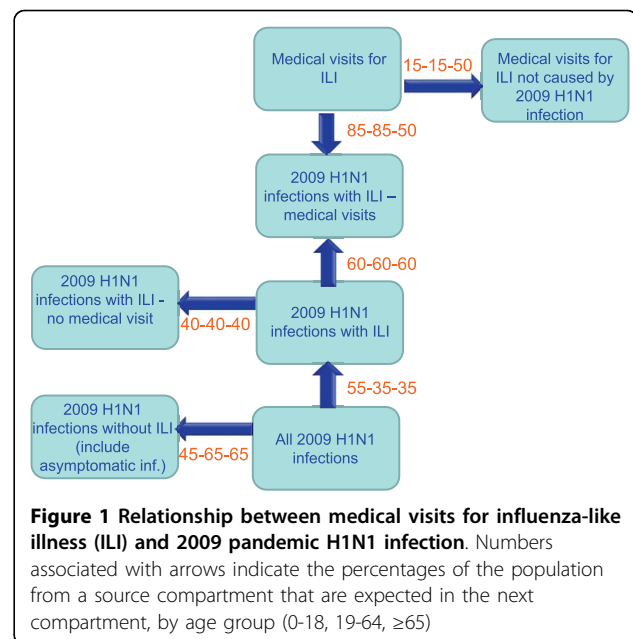 Medical visits for
ILI
15-15-50
Medical visits for
ILI not caused by
2009 H1N1
infection
85-85-50
2009 H1N1
infections with ILI –
medical visits
60-60-60
2009 H1N1
infections with ILI -
no medical visit
40-40-40
2009 H1N1
infections with ILI
55-35-35
2009 H1N1
infections without ILI
(include
asymptomatic inf.)
45-65-65
All 2009 H1N1
infections
Figure 1 Relationship between medical visits for influenza-like
illness (ILI) and 2009 pandemic H1N1 infection. Numbers
associated with arrows indicate the percentages of the population
from a source compartment that are expected in the next
compartment, by age group (0-18, 19-64, ≥65)